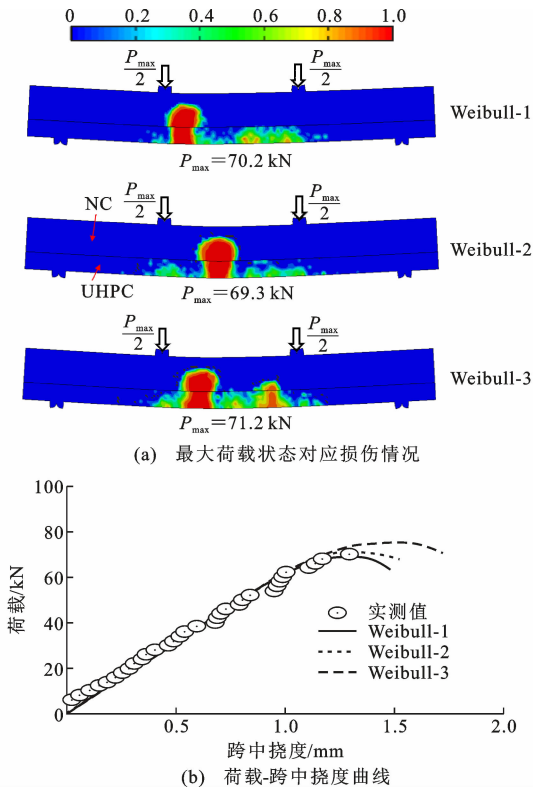 0 0.2 0.4 0.6 0.8 1.0
Pmax/2 Pmax/2
Weibull-1
Pmax=70.2 kN
Pmax/2 Pmax/2
NC
Weibull-2
UHPC
Pmax=69.3 kN
Pmax/2 Pmax/2
Weibull-3
Pmax=71.2 kN
(a) 最大荷载状态对应损伤情况
100
80
60
40
20
0
荷载/kN
实测值
Weibull-1
Weibull-2
Weibull-3
0.5 1.0 1.5 2.0
跨中挠度/mm
(b) 荷载-跨中挠度曲线